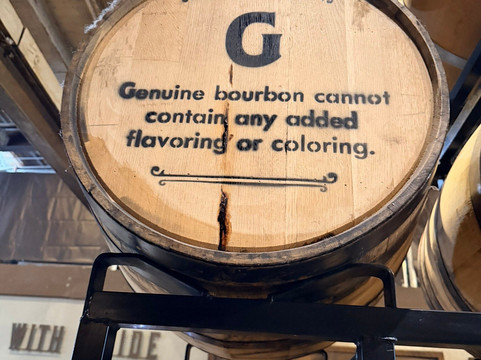 G
Genuine bourbon cannot
contain any added
flavoring or coloring.
WITH